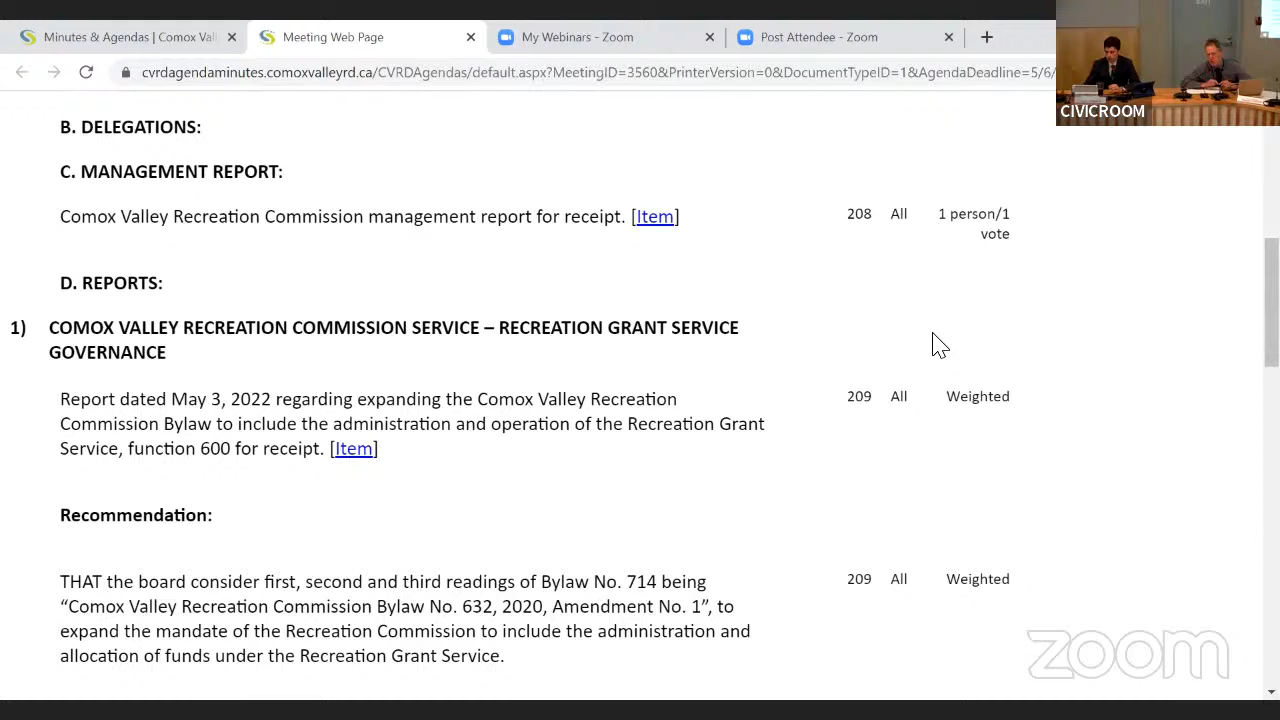 Minutes & Agendas | Comox Vall
Meeting Web Page
My Webinars - Zoom
Post Attendee - Zoom
cvrdagendaminutes.comoxvalleyrd.ca/CVRDAgendas/default.aspx?MeetingID=3560&PrinterVersion=0&DocumentTypeID=1&AgendaDeadline=5/6/
CIVICROOM
B. DELEGATIONS:
C. MANAGEMENT REPORT:
Comox Valley Recreation Commission management report for receipt. [Item] 208 All 1 person/1
vote
D. REPORTS:
1) COMOX VALLEY RECREATION COMMISSION SERVICE – RECREATION GRANT SERVICE
GOVERNANCE
Report dated May 3, 2022 regarding expanding the Comox Valley Recreation 209 All Weighted
Commission Bylaw to include the administration and operation of the Recreation Grant
Service, function 600 for receipt. [Item]
Recommendation:
THAT the board consider first, second and third readings of Bylaw No. 714 being 209 All Weighted
“Comox Valley Recreation Commission Bylaw No. 632, 2020, Amendment No. 1”, to
expand the mandate of the Recreation Commission to include the administration and
allocation of funds under the Recreation Grant Service.
zoom